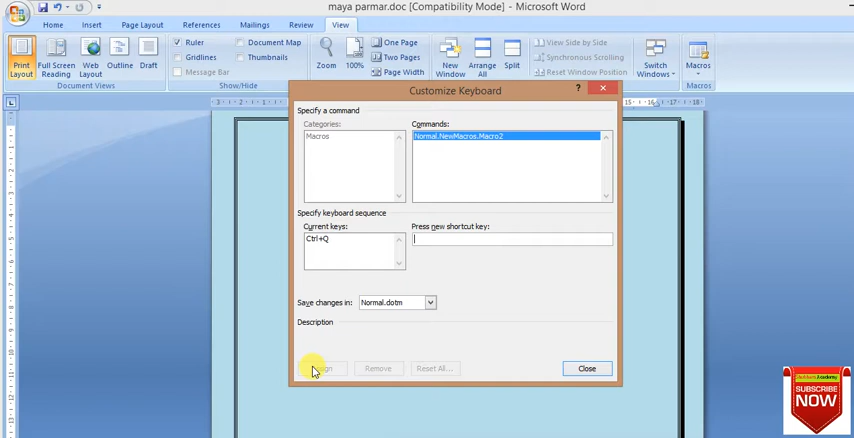 maya parmar.doc [Compatibility Mode] - Microsoft Word
Home Insert Page Layout References Mailings Review View
Print Layout
Full Screen Reading
Web Layout
Outline
Draft
Document Views
Ruler
Gridlines
Message Bar
Document Map
Thumbnails
Show/Hide
Zoom
100%
One Page
Two Pages
Page Width
New Window
Arrange All
Split
View Side by Side
Synchronous Scrolling
Reset Window Position
Switch Windows
Macros
Macros
Customize Keyboard
?
Specify a command
Categories:
Macros
Commands:
Normal.NewMacros.Macro2
Specify keyboard sequence
Current keys:
Ctrl+Q
Press new shortcut key:
Save changes in: Normal.dotm
Description
Remove Reset All... Close
SUBSCRIBE
NOW